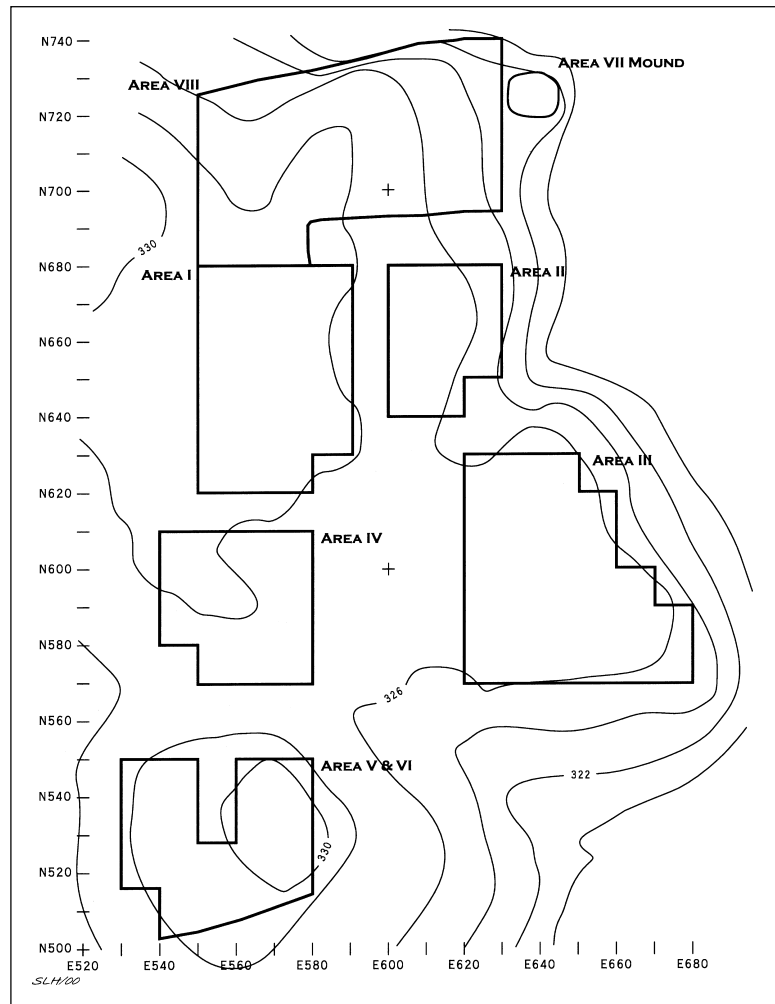 N740
AREA VII MOUND
AREA VIII
N720
N700
330
N680
AREA I
AREA II
N660
N640
AREA III
N620
AREA IV
N600
N580
326
N560
AREA V & VI
322
N540
330
N520
N500
E520
E540
E560
E580
E600
E620
E640
E660
E680
SLH/00